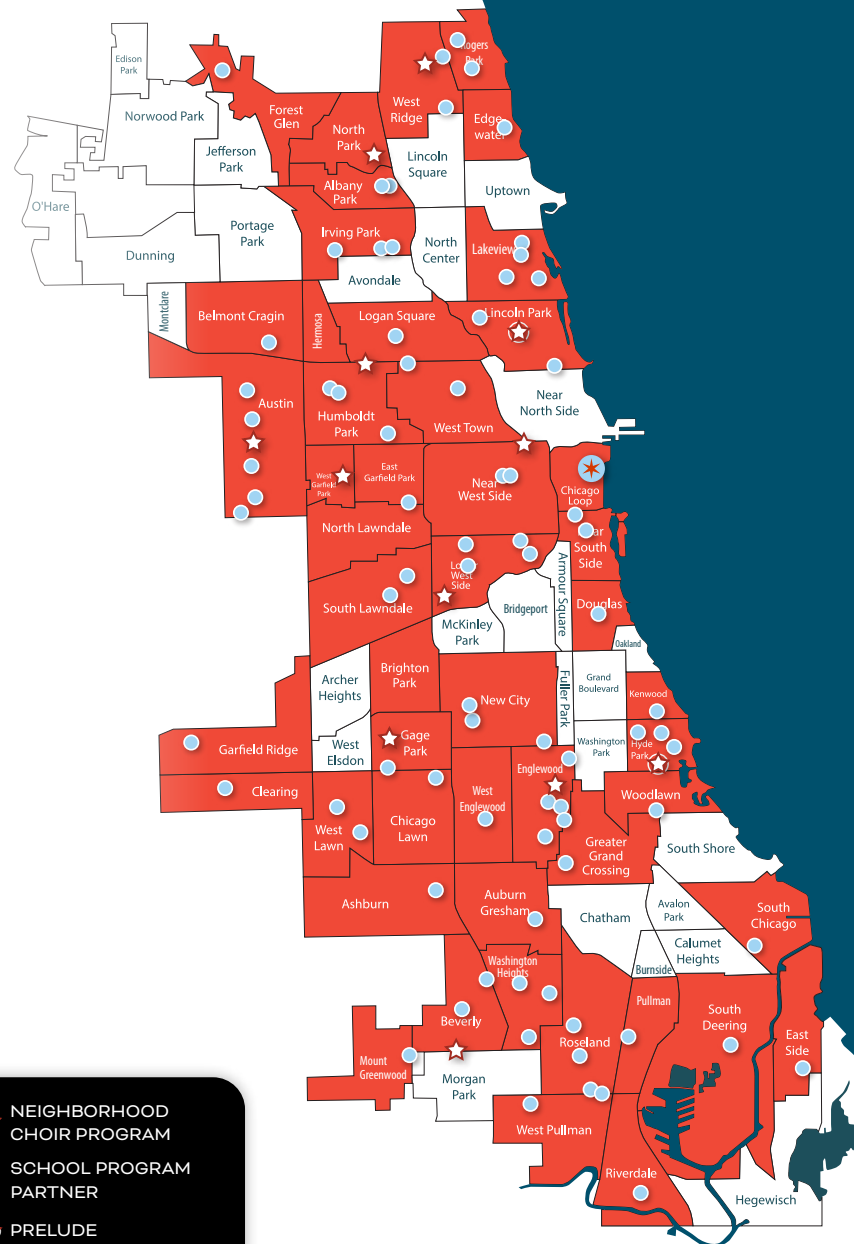 Edison
Park
Norwood Park
Jefferson
Park
Forest
Glen
North
Park
West
Ridge
Rogers
Park
Edge-
water
Lincoln
Square
Uptown
Albany
Park
O'Hare
Dunning
Portage
Park
Irving Park
North
Center
Lakeview
Avondale
Montclare
Belmont Cragin
Hermosa
Logan Square
Lincoln Park
Austin
Humboldt
Park
West Town
Near
North Side
West
Garfield
Park
East
Garfield Park
Near
West Side
Chicago
Loop
North Lawndale
Near
South
Side
Lower
West
Side
South Lawndale
Armour Square
Bridgeport
McKinley
Park
Douglas
Oakland
Archer
Heights
Brighton
Park
New City
Fuller Park
Grand
Boulevard
Kenwood
Garfield Ridge
West
Elsdon
Gage
Park
Washington
Park
Hyde
Park
Clearing
West
Lawn
Chicago
Lawn
West
Englewood
Englewood
Woodlawn
Greater
Grand
Crossing
South Shore
Ashburn
Auburn
Gresham
Chatham
Avalon
Park
South
Chicago
Calumet
Heights
Burnside
Washington
Heights
Beverly
Pullman
South
Deering
East
Side
Roseland
Mount
Greenwood
Morgan
Park
West Pullman
Riverdale
Hegewisch
NEIGHBORHOOD
CHOIR PROGRAM
SCHOOL PROGRAM
PARTNER
PRELUDE